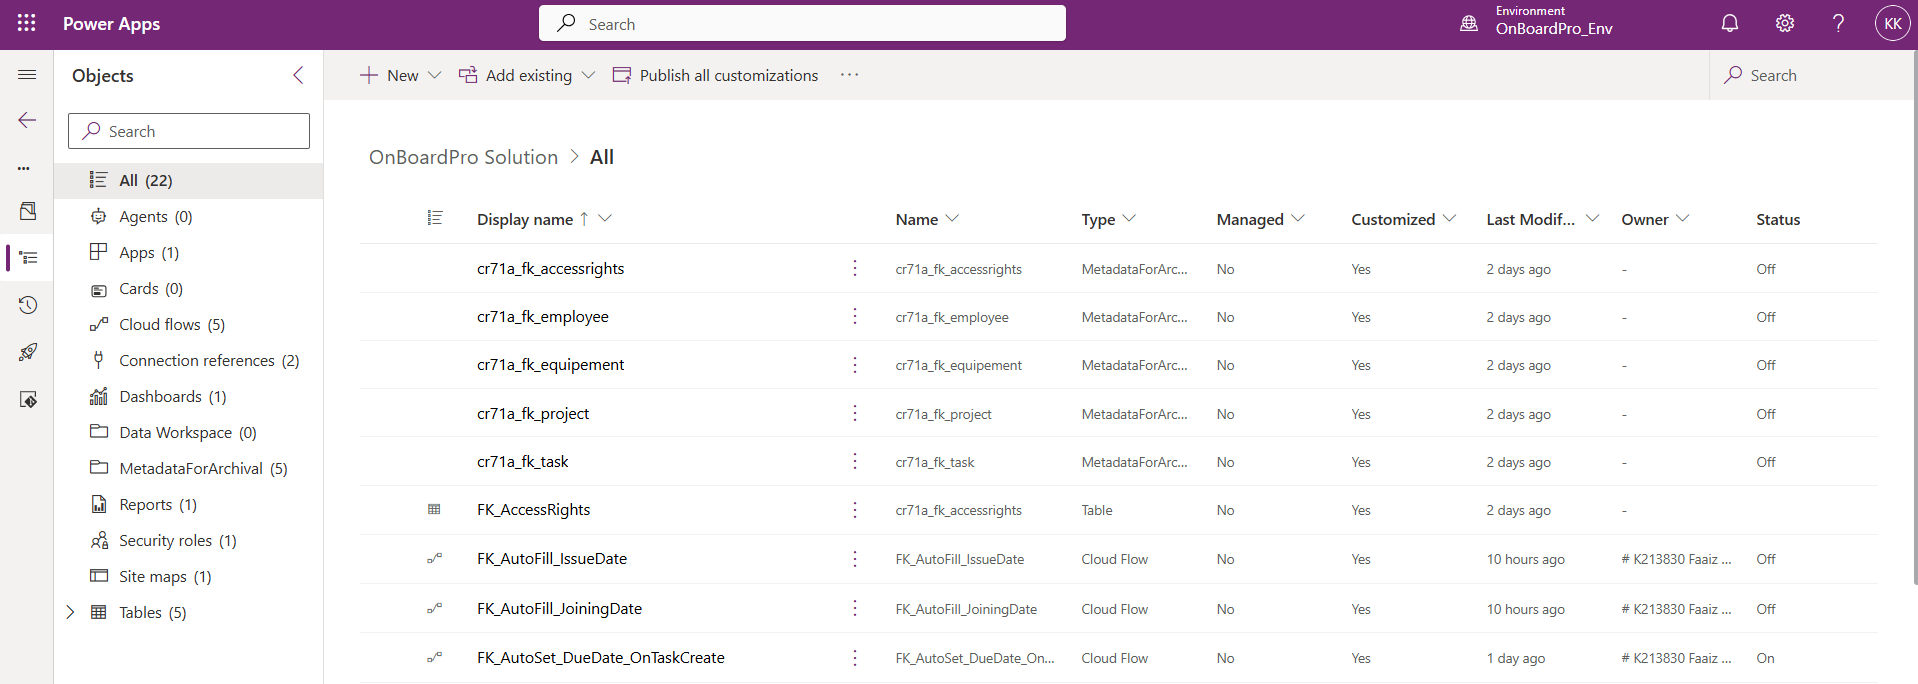 Power Apps
Search
Environment
OnBoardPro_Env
KK
Objects
New
Add existing
Publish all customizations
Search
Search
OnBoardPro Solution > All
All (22)
Agents (0)
Apps (1)
Cards (0)
Cloud flows (5)
Connection references (2)
Dashboards (1)
Data Workspace (0)
MetadataForArchival (5)
Reports (1)
Security roles (1)
Site maps (1)
Tables (5)
Display name ↑ Name Type Managed Customized Last Modif... Owner Status
cr71a_fk_accessrights cr71a_fk_accessrights MetadataForArc... No Yes 2 days ago - Off
cr71a_fk_employee cr71a_fk_employee MetadataForArc... No Yes 2 days ago - Off
cr71a_fk_equipement cr71a_fk_equipement MetadataForArc... No Yes 2 days ago - Off
cr71a_fk_project cr71a_fk_project MetadataForArc... No Yes 2 days ago - Off
cr71a_fk_task cr71a_fk_task MetadataForArc... No Yes 2 days ago - Off
FK_AccessRights cr71a_fk_accessrights Table No Yes 2 days ago -
FK_AutoFill_IssueDate FK_AutoFill_IssueDate Cloud Flow No Yes 10 hours ago # K213830 Faaiz ... Off
FK_AutoFill_JoiningDate FK_AutoFill_JoiningDate Cloud Flow No Yes 10 hours ago # K213830 Faaiz ... Off
FK_AutoSet_DueDate_OnTaskCreate FK_AutoSet_DueDate_On... Cloud Flow No Yes 1 day ago # K213830 Faaiz ... On